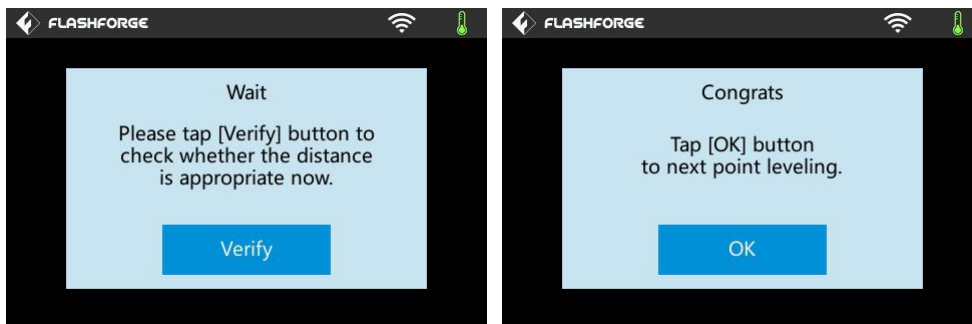 FLASHFORGE
Wait
Please tap [Verify] button to
check whether the distance
is appropriate now.
Verify
FLASHFORGE
Congrats
Tap [OK] button
to next point leveling.
OK